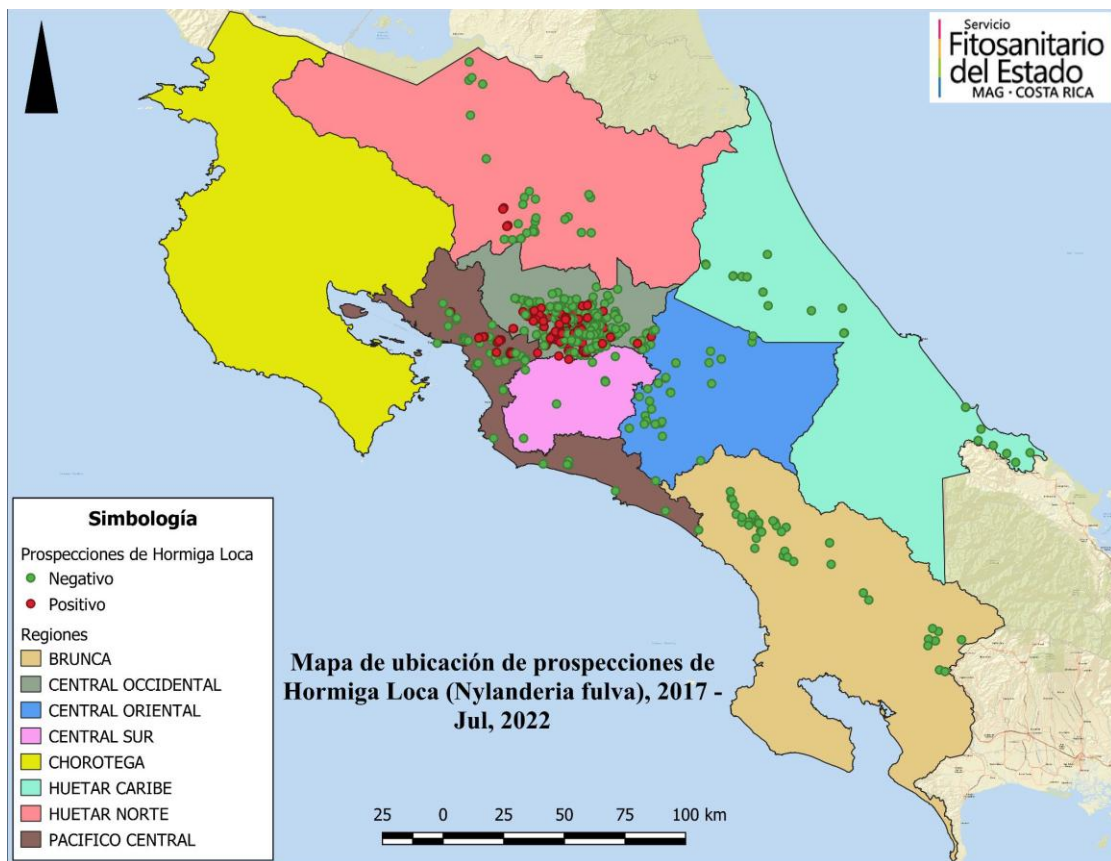 Servicio
Fitosanitario
del Estado
MAG · COSTA RICA
Simbología
Prospecciones de Hormiga Loca
Negativo
Positivo
Regiones
BRUNCA
CENTRAL OCCIDENTAL
CENTRAL ORIENTAL
CENTRAL SUR
CHOROTEGA
HUETAR CARIBE
HUETAR NORTE
PACIFICO CENTRAL
Mapa de ubicación de prospecciones de
Hormiga Loca (Nylanderia fulva), 2017 -
Jul, 2022
25 0 25 50 75 100 km